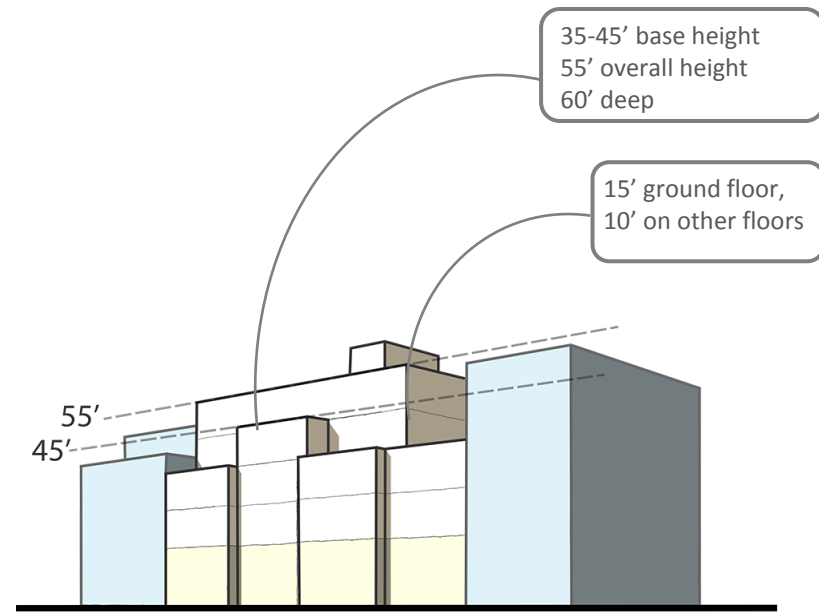 35-45’ base height
55’ overall height
60’ deep
15’ ground floor,
10’ on other floors
55’
45’